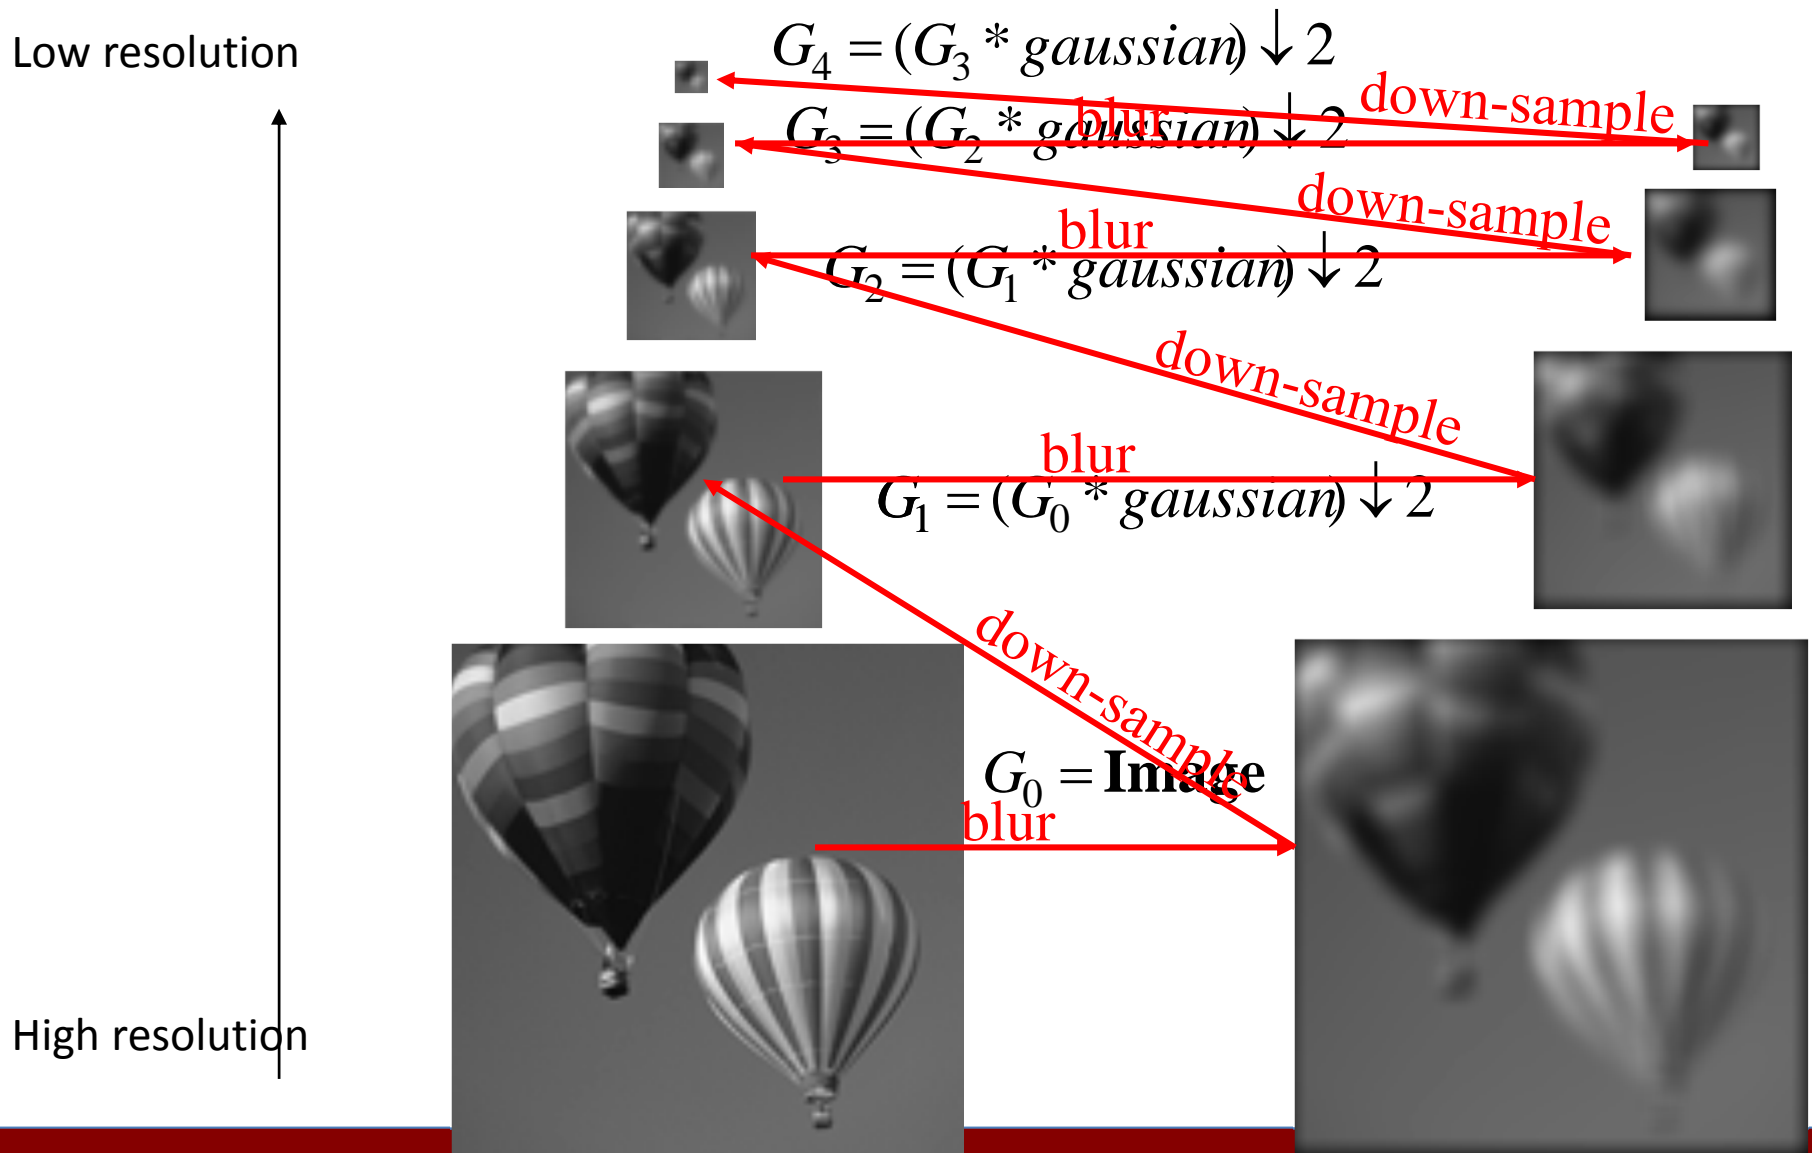 Low resolution
G₄ = (G₃ * gaussian) ↓ 2
down-sample
blur
G₃ = (G₂ * gaussian) ↓ 2
down-sample
blur
G₂ = (G₁ * gaussian) ↓ 2
down-sample
blur
G₁ = (G₀ * gaussian) ↓ 2
down-sample
G₀ = Image
blur
High resolution